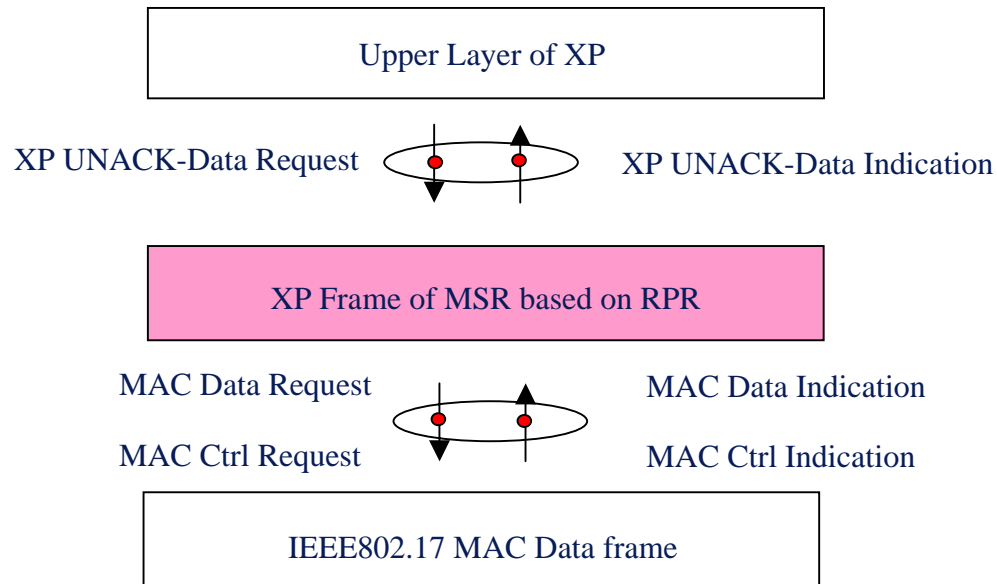 Upper Layer of XP
XP UNACK-Data Request
XP UNACK-Data Indication
XP Frame of MSR based on RPR
MAC Data Request
MAC Data Indication
MAC Ctrl Request
MAC Ctrl Indication
IEEE802.17 MAC Data frame